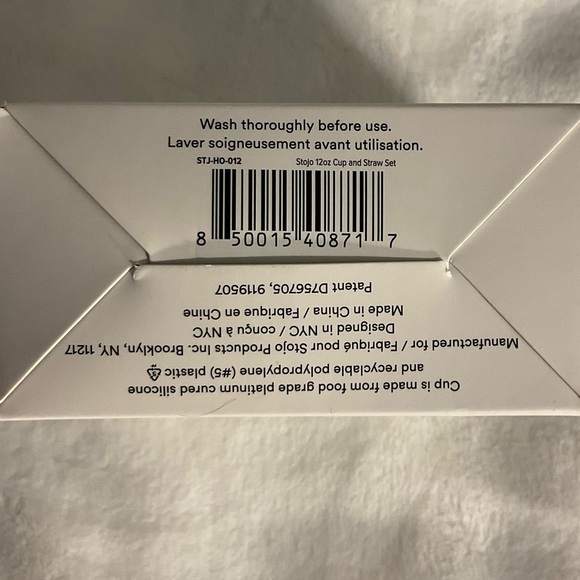 Wash thoroughly before use.
Laver soigneusement avant utilisation.
STJ-HO-012 Stojo 12oz Cup and Straw Set
8 50015 40871 7
Cup is made from food grade platinum cured silicone
and recyclable polypropylene (#5) plastic 5
Manufactured for / Fabriqué pour Stojo Products Inc. Brooklyn, NY, 11217
Designed in NYC / conçu à NYC
Made in China / Fabrique en Chine
Patent D756705, 9119507